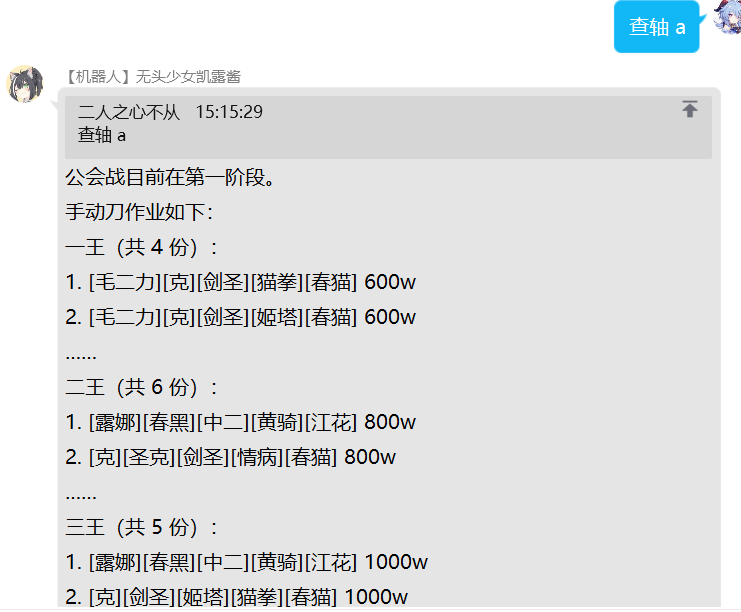 查轴 a
【机器人】无头少女凯露酱
二人之心不从 15:15:29
查轴 a
公会战目前在第一阶段。
手动刀作业如下：
一王（共 4 份）:
1. [毛二力][克][剑圣][猫拳][春猫] 600w
2. [毛二力][克][剑圣][姬塔][春猫] 600w
......
二王（共 6 份）:
1. [露娜][春黑][中二][黄骑][江花] 800w
2. [克][圣克][剑圣][情病][春猫] 800w
......
三王（共 5 份）:
1. [露娜][春黑][中二][黄骑][江花] 1000w
2. [克][剑圣][姬塔][猫拳][春猫] 1000w